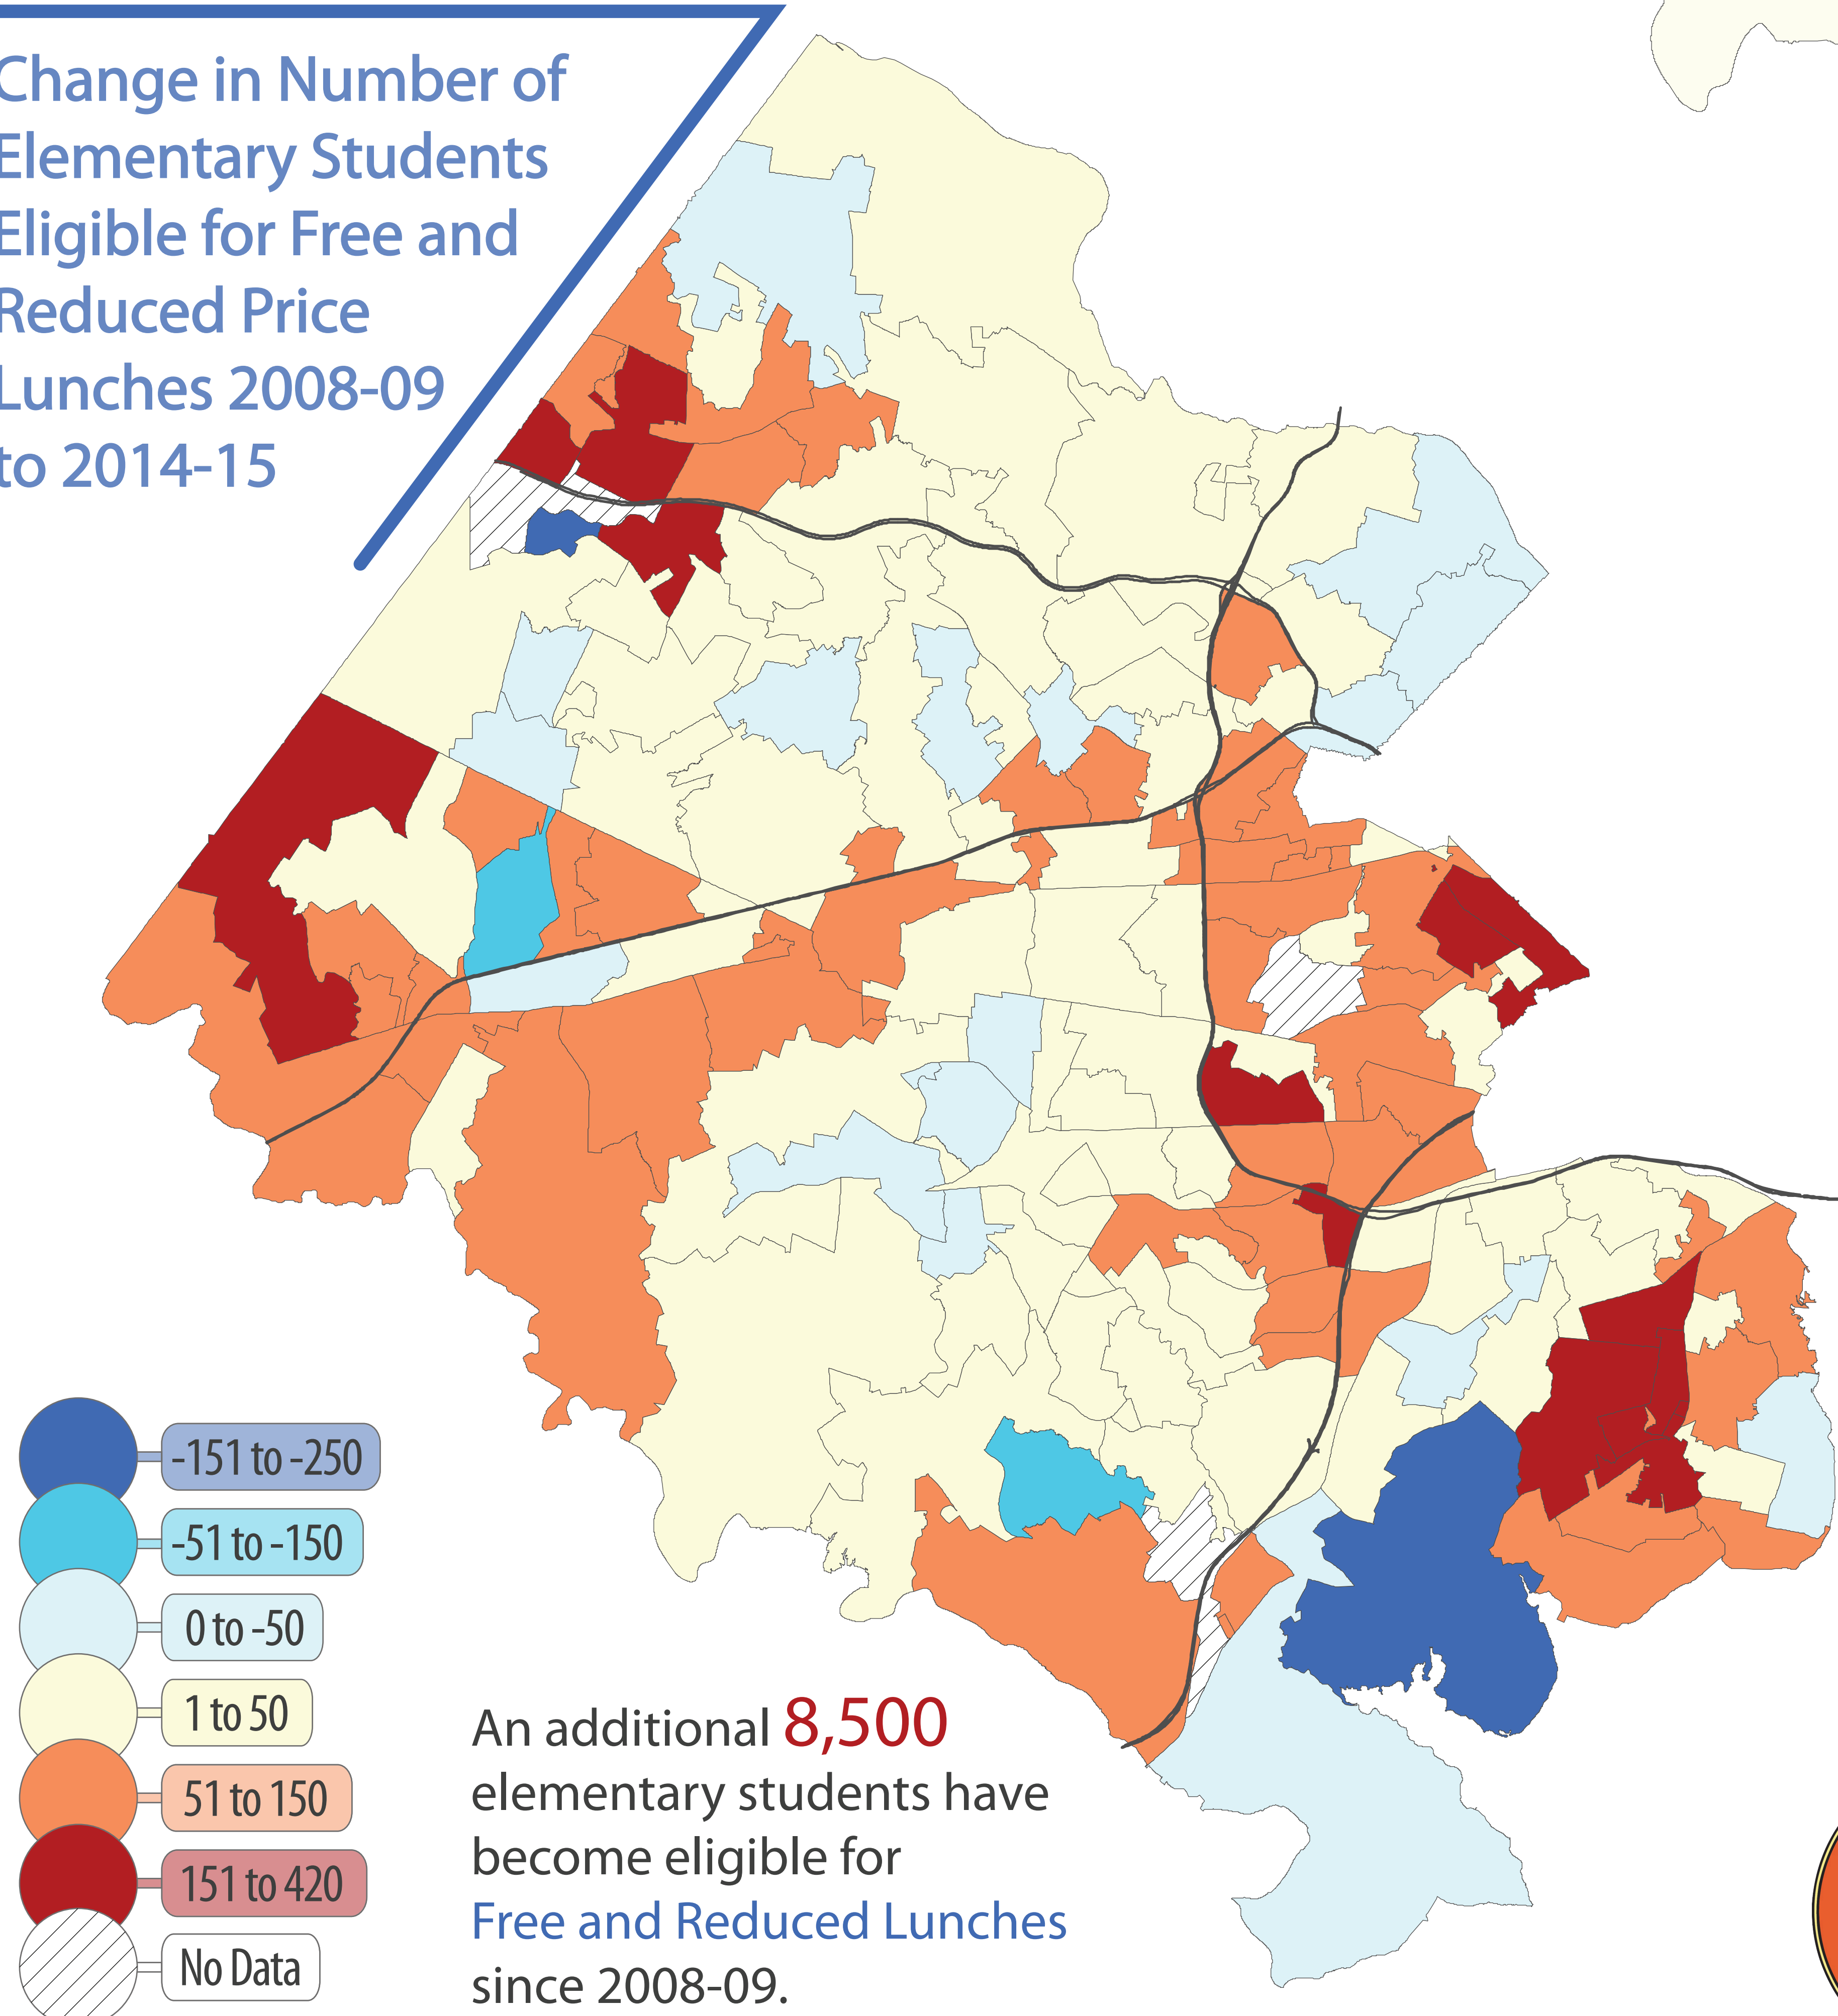 Change in Number of
Elementary Students
Eligible for Free and
Reduced Price
Lunches 2008-09
to 2014-15
-151 to -250
-51 to -150
0 to -50
1 to 50
51 to 150
151 to 420
No Data
An additional 8,500
elementary students have
become eligible for
Free and Reduced Lunches
since 2008-09.